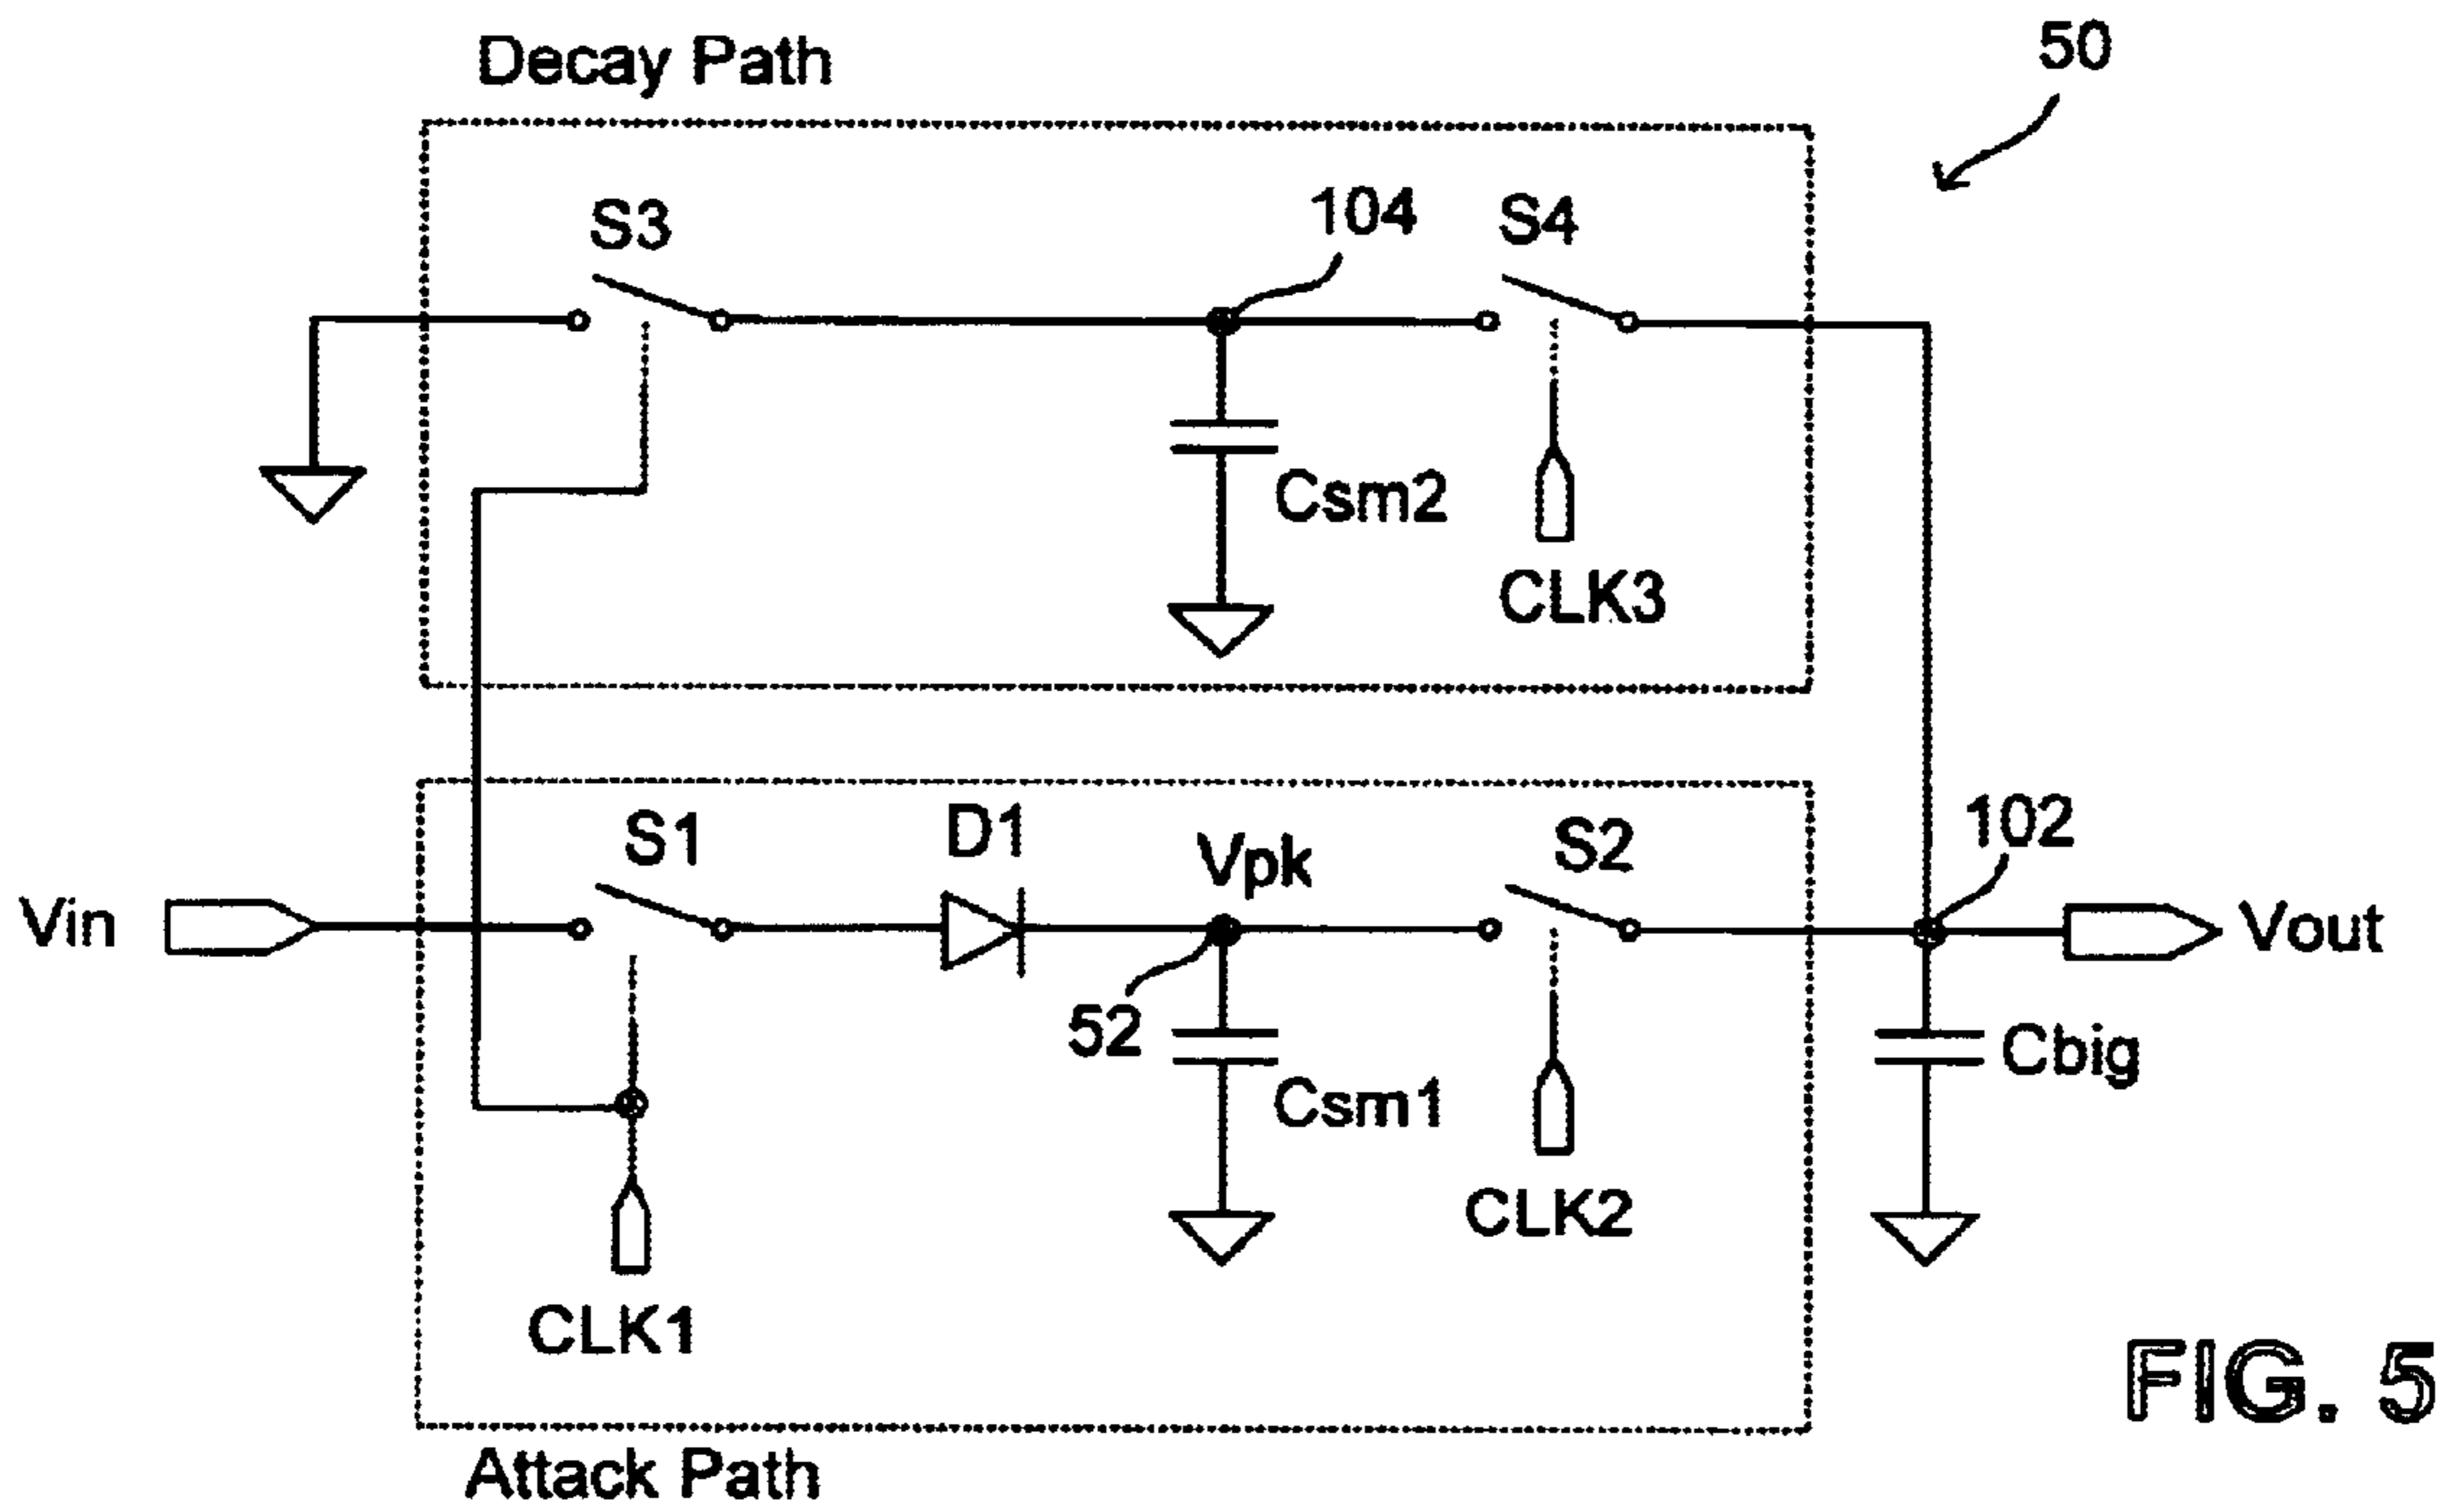 Decay Path
50
S3
104
S4
Csm2
CLK3
S1
D1
Vpk
S2
102
Vin
Vout
52
Csm1
Cbig
CLK2
CLK1
FIG. 5
Attack Path